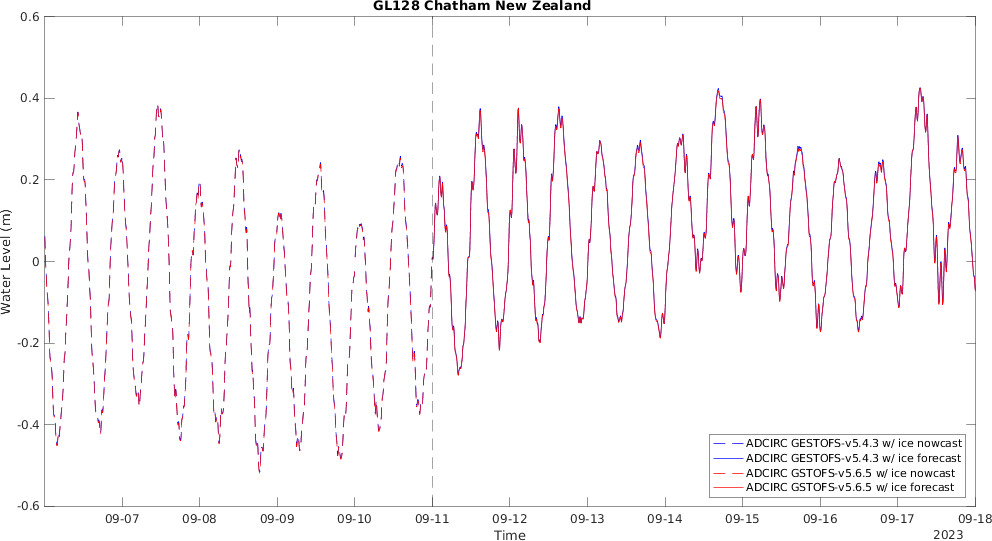 GL128 Chatham New Zealand
0.6
0.4
0.2
0
-0.2
-0.4
-0.6
Water Level (m)
ADCIRC GESTOFS-v5.4.3 w/ ice nowcast
ADCIRC GESTOFS-v5.4.3 w/ ice forecast
ADCIRC GSTOFS-v5.6.5 w/ ice nowcast
ADCIRC GSTOFS-v5.6.5 w/ ice forecast
09-07 09-08 09-09 09-10 09-11 09-12 09-13 09-14 09-15 09-16 09-17 09-18
Time
2023